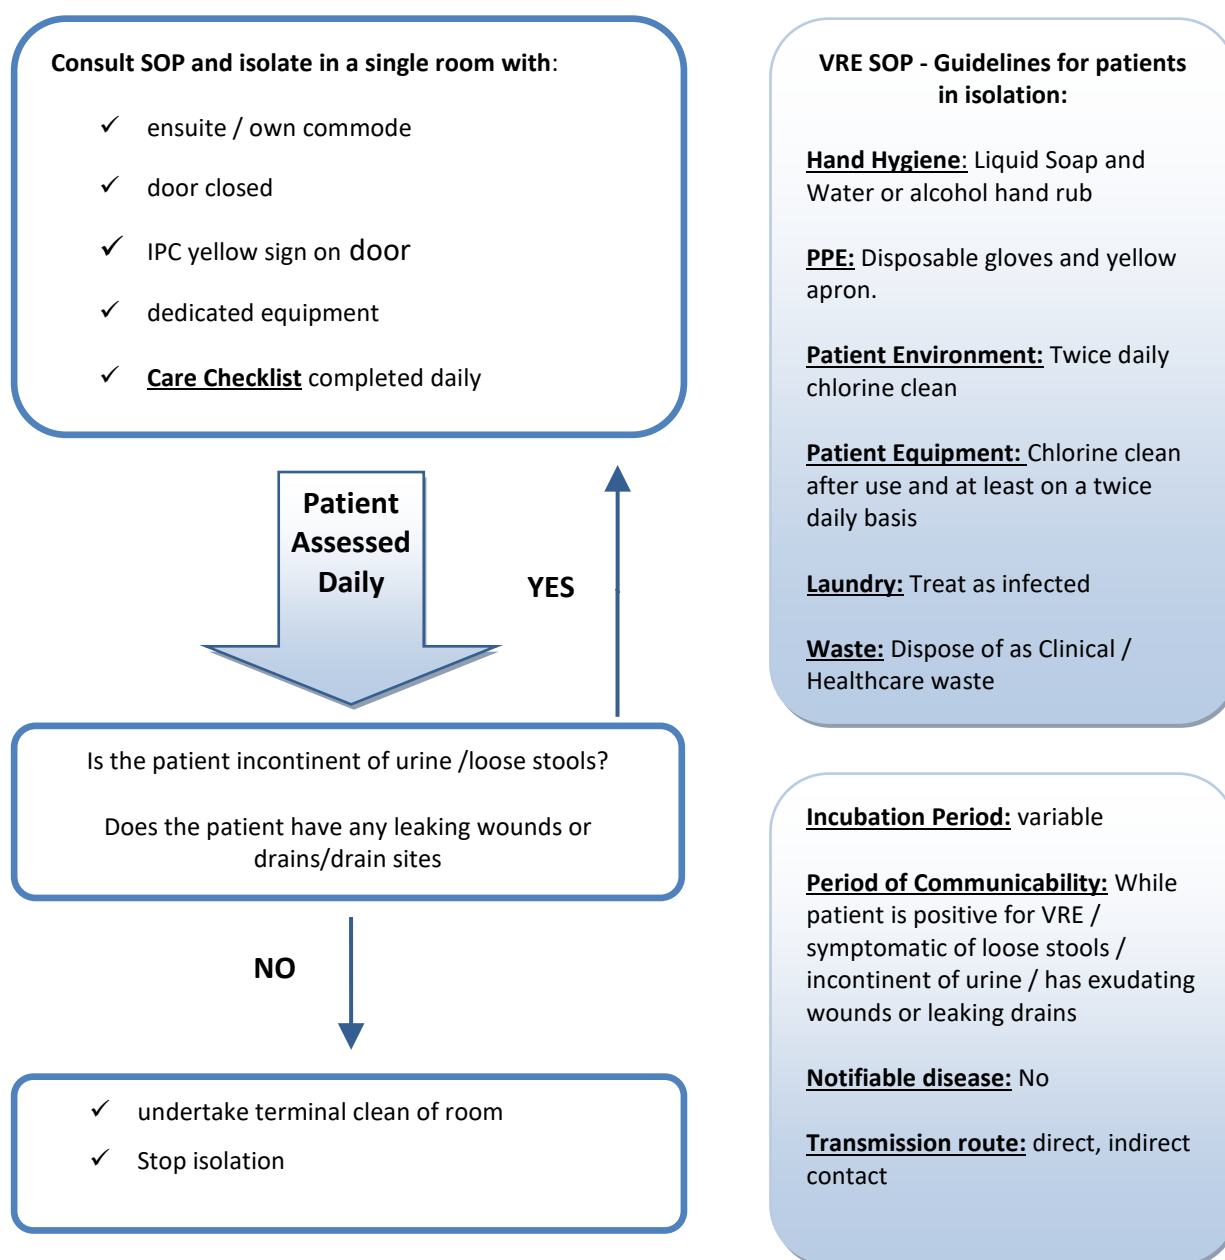 Consult SOP and isolate in a single room with:
✓ ensuite / own commode
✓ door closed
✓ IPC yellow sign on door
✓ dedicated equipment
✓ Care Checklist completed daily
Patient
Assessed
Daily
YES
Is the patient incontinent of urine /loose stools?
Does the patient have any leaking wounds or
drains/drain sites
NO
✓ undertake terminal clean of room
✓ Stop isolation
VRE SOP - Guidelines for patients
in isolation:
Hand Hygiene: Liquid Soap and
Water or alcohol hand rub
PPE: Disposable gloves and yellow
apron.
Patient Environment: Twice daily
chlorine clean
Patient Equipment: Chlorine clean
after use and at least on a twice
daily basis
Laundry: Treat as infected
Waste: Dispose of as Clinical /
Healthcare waste
Incubation Period: variable
Period of Communicability: While
patient is positive for VRE /
symptomatic of loose stools /
incontinent of urine / has exudating
wounds or leaking drains
Notifiable disease: No
Transmission route: direct, indirect
contact